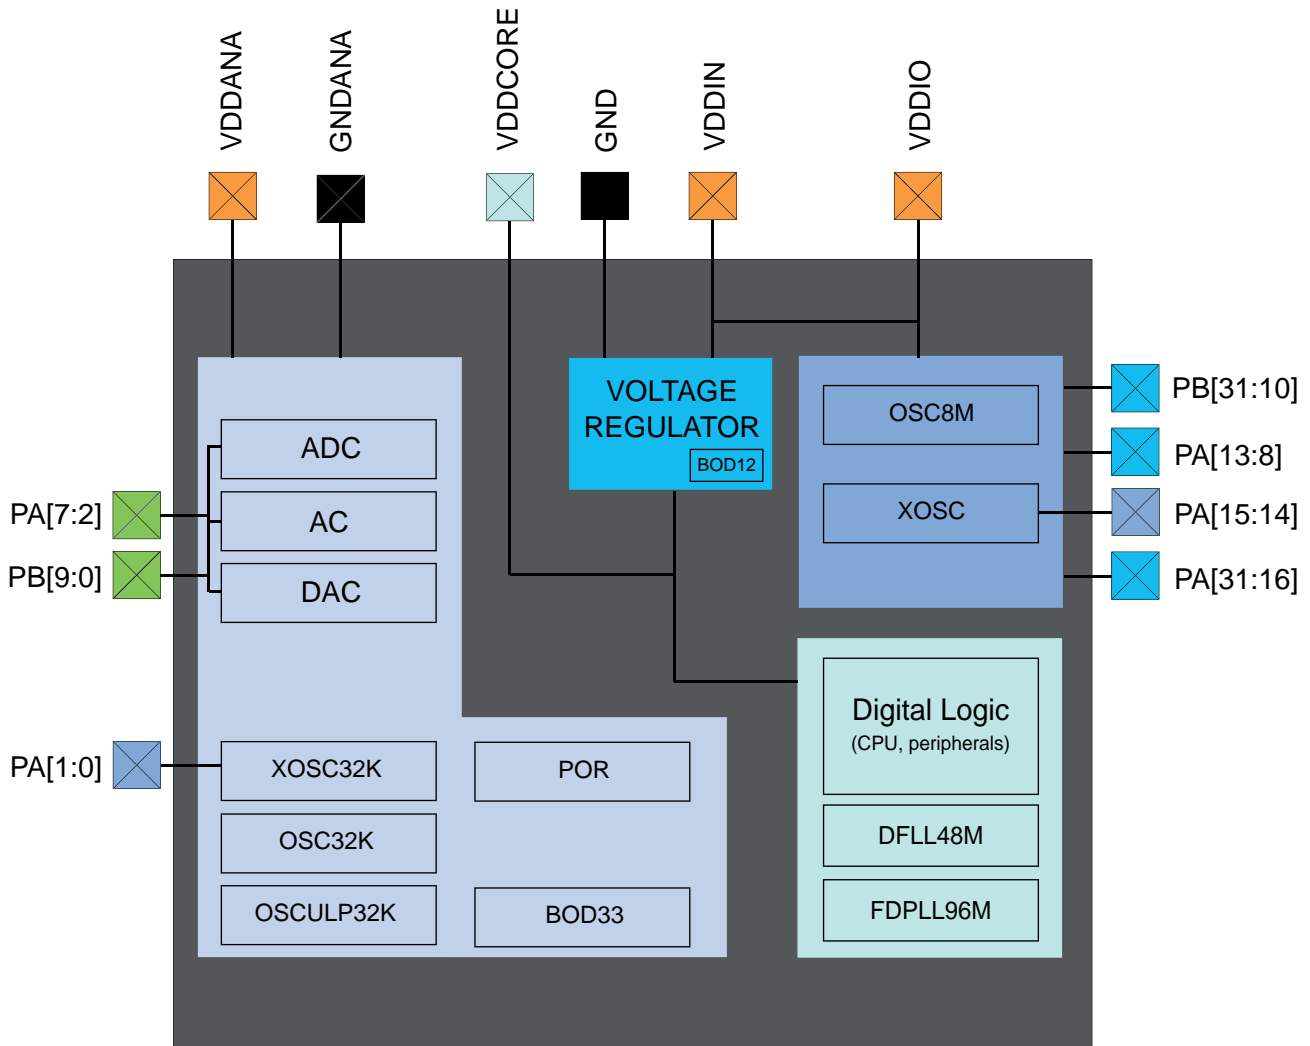 VDDANA
GNDANA
VDDCORE
GND
VDDIN
VDDIO
VOLTAGE
REGULATOR
BOD12
OSC8M
XOSC
PB[31:10]
PA[13:8]
PA[15:14]
PA[31:16]
ADC
AC
DAC
PA[7:2]
PB[9:0]
PA[1:0]
XOSC32K
OSC32K
OSCULP32K
POR
BOD33
Digital Logic
(CPU, peripherals)
DFLL48M
FDPLL96M